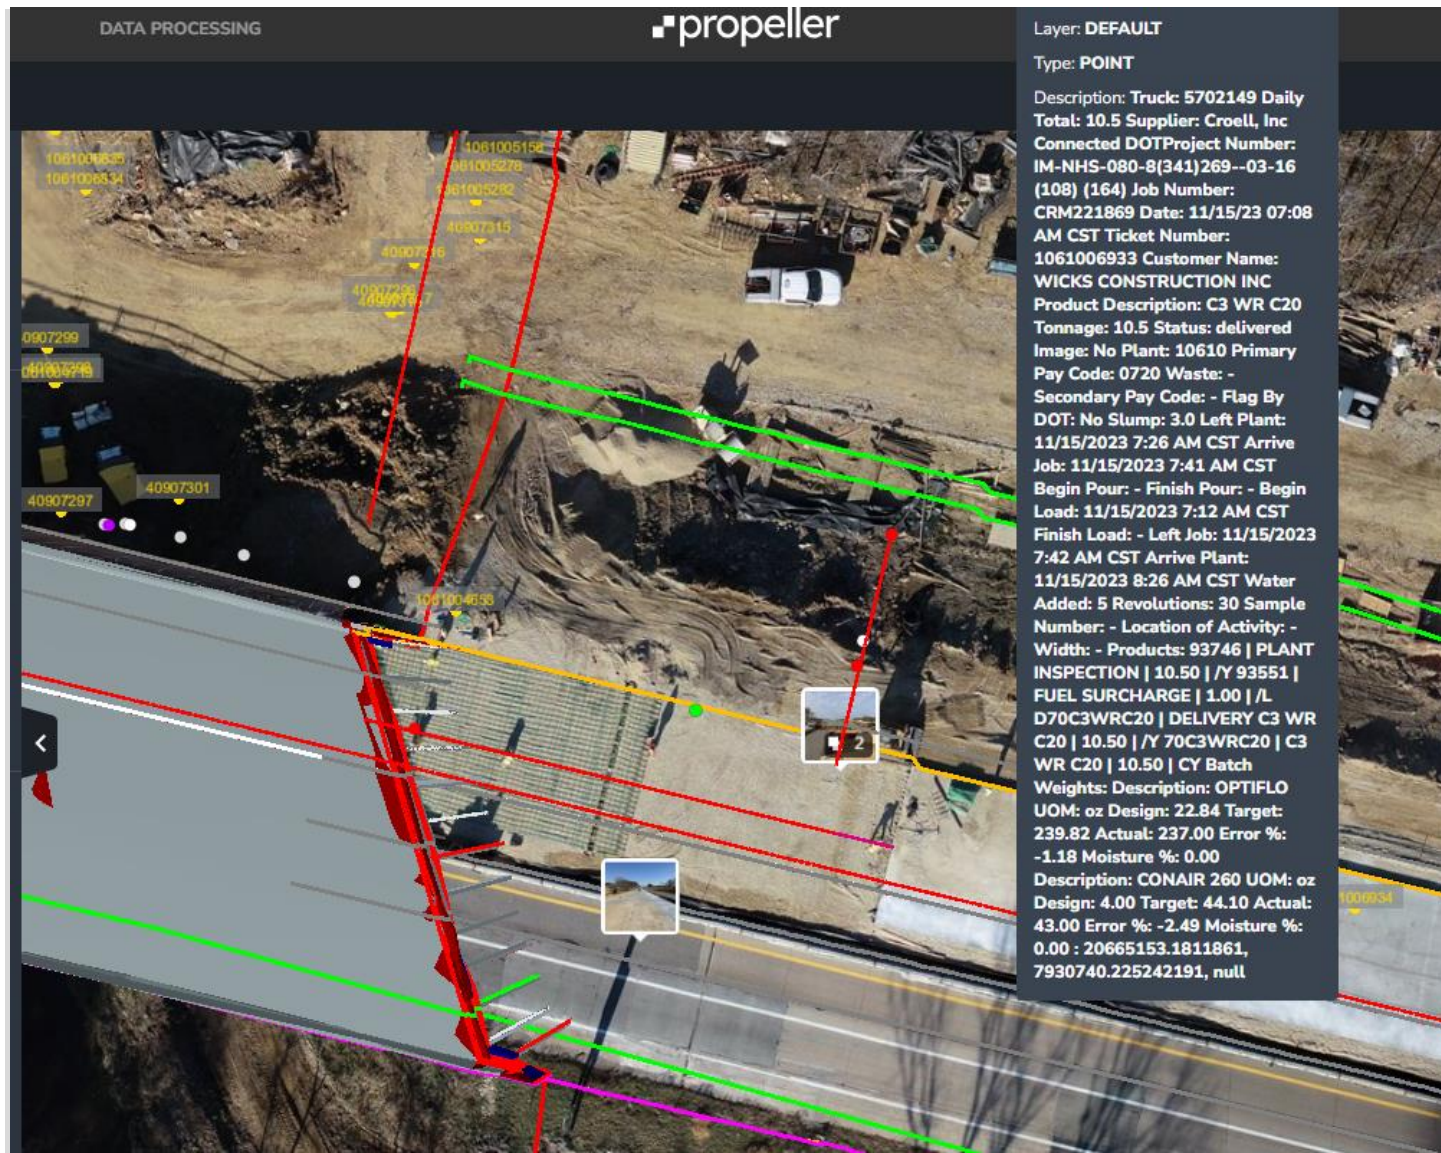 DATA PROCESSING
propeller
Layer: DEFAULT
Type: POINT
Description: Truck: 5702149 Daily
Total: 10.5 Supplier: Croell, Inc
Connected DOTProject Number:
IM-NHS-080-8(341)269--03-16
(108) (164) Job Number:
CRM221869 Date: 11/15/23 07:08
AM CST Ticket Number:
1061006933 Customer Name:
WICKS CONSTRUCTION INC
Product Description: C3 WR C20
Tonnage: 10.5 Status: delivered
Image: No Plant: 10610 Primary
Pay Code: 0720 Waste: -
Secondary Pay Code: - Flag By
DOT: No Slump: 3.0 Left Plant:
11/15/2023 7:26 AM CST Arrive
Job: 11/15/2023 7:41 AM CST
Begin Pour: - Finish Pour: - Begin
Load: 11/15/2023 7:12 AM CST
Finish Load: - Left Job: 11/15/2023
7:42 AM CST Arrive Plant:
11/15/2023 8:26 AM CST Water
Added: 5 Revolutions: 30 Sample
Number: - Location of Activity: -
Width: - Products: 93746 | PLANT
INSPECTION | 10.50 | /Y 93551 |
FUEL SURCHARGE | 1.00 | /L
D70C3WRC20 | DELIVERY C3 WR
C20 | 10.50 | /Y 70C3WRC20 | C3
WR C20 | 10.50 | CY Batch
Weights: Description: OPTIFLO
UOM: oz Design: 22.84 Target:
239.82 Actual: 237.00 Error %:
-1.18 Moisture %: 0.00
Description: CONAIR 260 UOM: oz
Design: 4.00 Target: 44.10 Actual:
43.00 Error %: -2.49 Moisture %:
0.00 : 20665153.1811861,
7930740.225242191, null
1061006835
1061006834
1061005156
1061005278
1061005282
40907315
40907316
0907299
40907301
40907297
1061004653
2
1006934